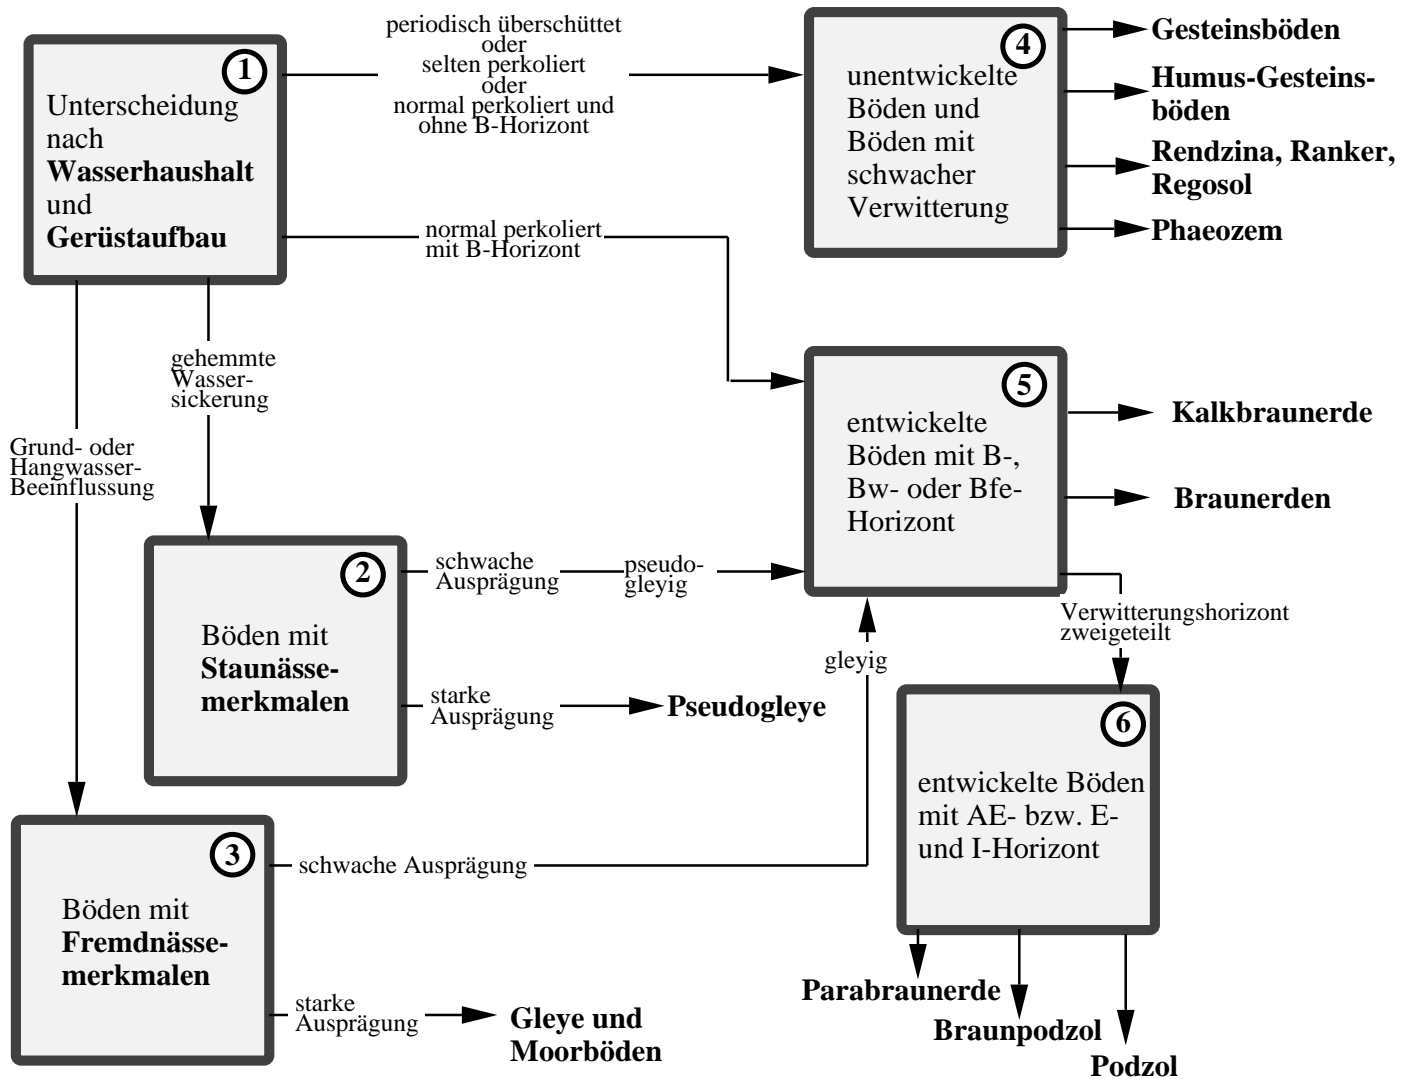 1
Unterscheidung
nach
Wasserhaushalt
und
Gerüstaufbau
periodisch überschüttet
oder
selten perkoliert
oder
normal perkoliert und
ohne B-Horizont
normal perkoliert
mit B-Horizont
gehemmte
Wasser-
sickerung
Grund- oder
Hangwasser-
Beeinflussung
4
unentwickelte
Böden und
Böden mit
schwacher
Verwitterung
Gesteinsböden
Humus-Gesteins-
böden
Rendzina, Ranker,
Regosol
Phaeozem
5
entwickelte
Böden mit B-,
Bw- oder Bfe-
Horizont
Kalkbraunerde
Braunerden
Verwitterungshorizont
zweigeteilt
2
Böden mit
Staunässe-
merkmalen
schwache
Ausprägung
pseudo-
gleyig
starke
Ausprägung
Pseudogleye
gleyig
3
Böden mit
Fremdnässe-
merkmalen
schwache Ausprägung
starke
Ausprägung
Gleye und
Moorböden
6
entwickelte Böden
mit AE- bzw. E-
und I-Horizont
Parabraunerde
Braunpodzol
Podzol